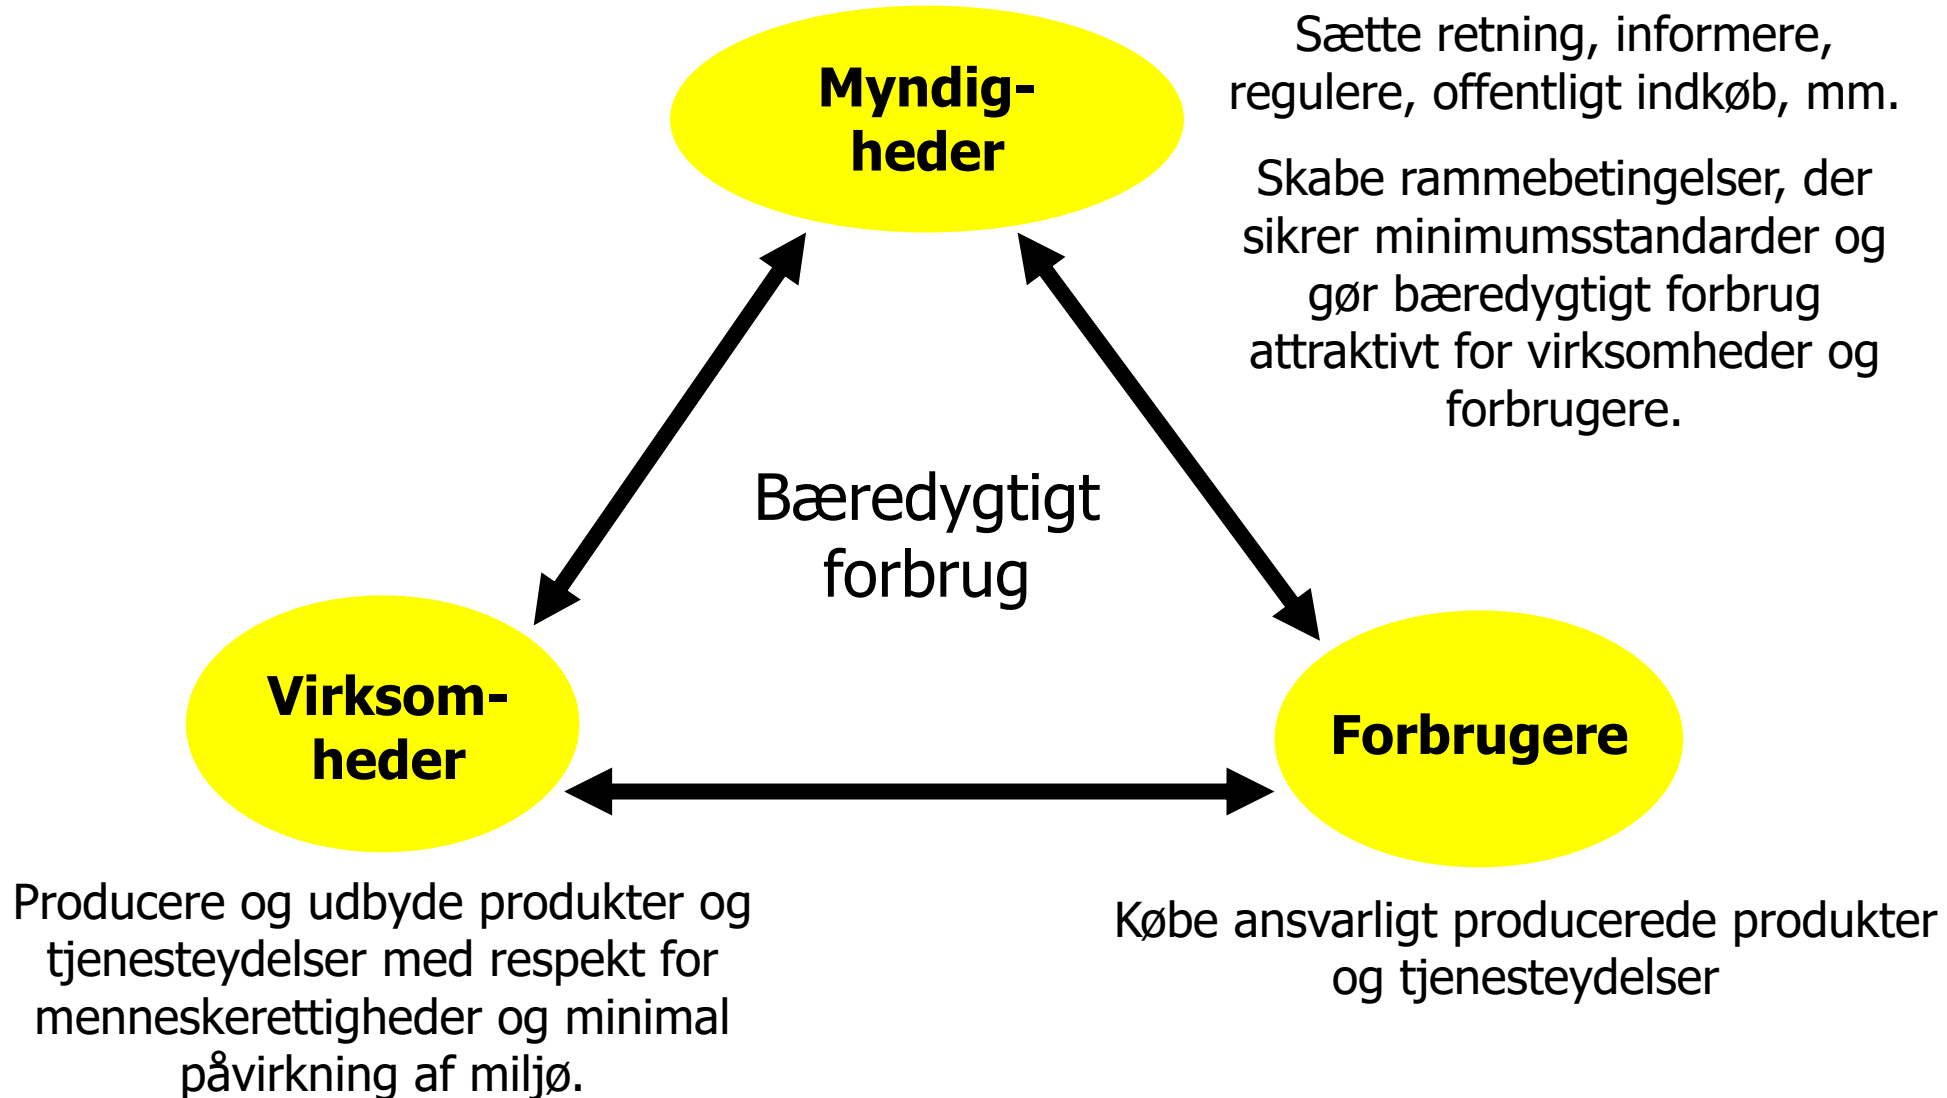 Myndig-
heder
Sætte retning, informere,
regulere, offentligt indkøb, mm.
Skabe rammebetingelser, der
sikrer minimumsstandarder og
gør bæredygtigt forbrug
attraktivt for virksomheder og
forbrugere.
Bæredygtigt
forbrug
Virksom-
heder
Forbrugere
Producere og udbyde produkter og
tjenesteydelser med respekt for
menneskerettigheder og minimal
påvirkning af miljø.
Købe ansvarligt producerede produkter
og tjenesteydelser